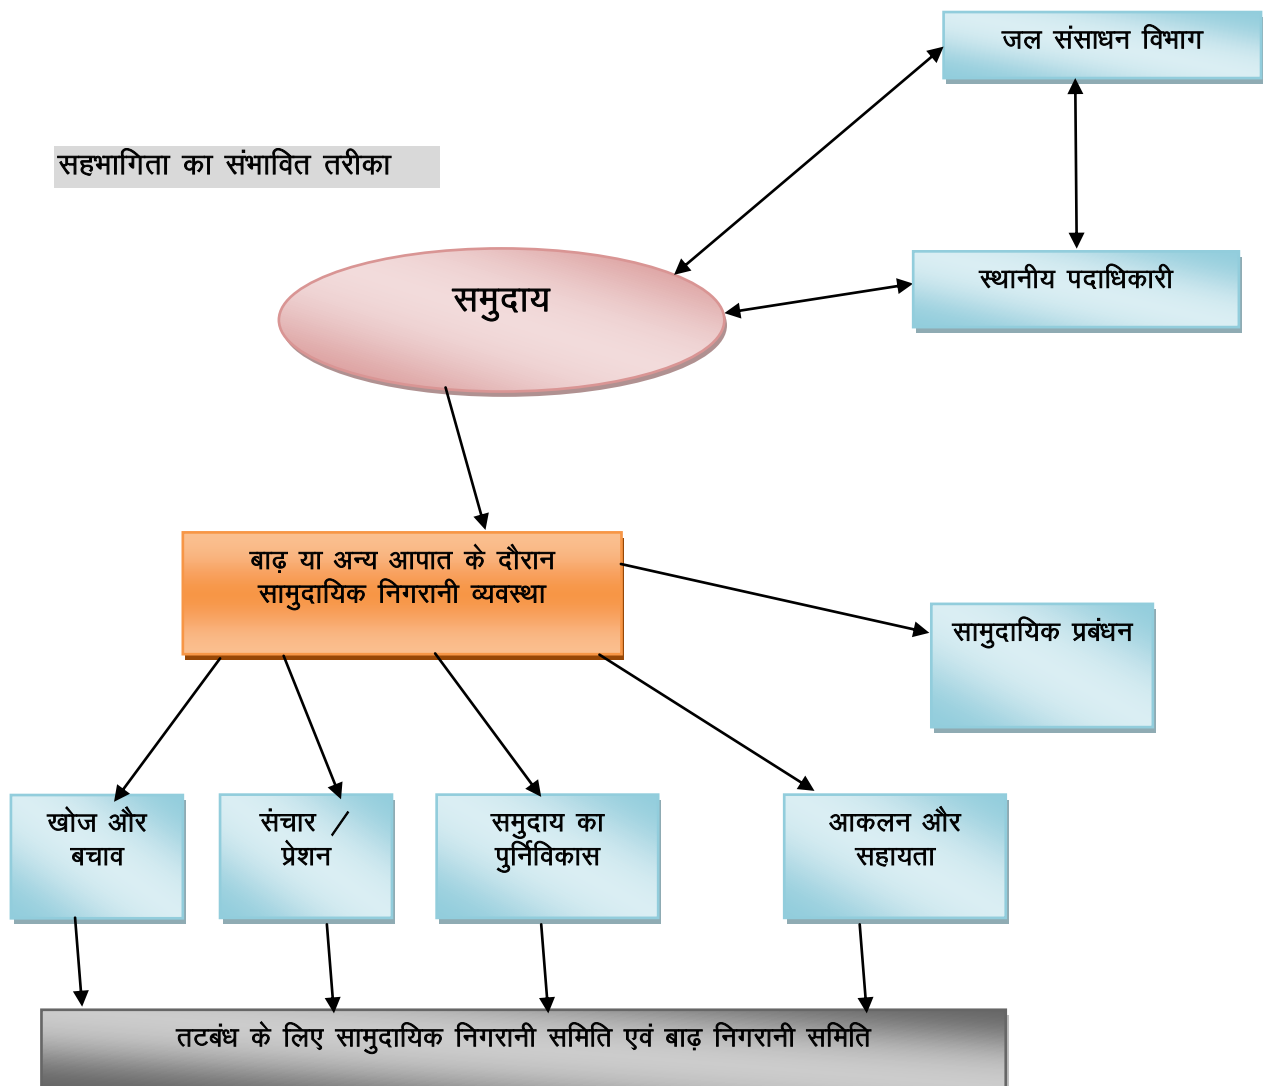 जल संसाधन विभाग
सहभागिता का संभावित तरीका
स्थानीय पदाधिकारी
समुदाय
बाढ़ या अन्य आपात के दौरान
सामुदायिक निगरानी व्यवस्था
सामुदायिक प्रबंधन
खोज और
बचाव
संचार /
प्रेशन
समुदाय का
पुर्निविकास
आकलन और
सहायता
तटबंध के लिए सामुदायिक निगरानी समिति एवं बाढ़ निगरानी समिति